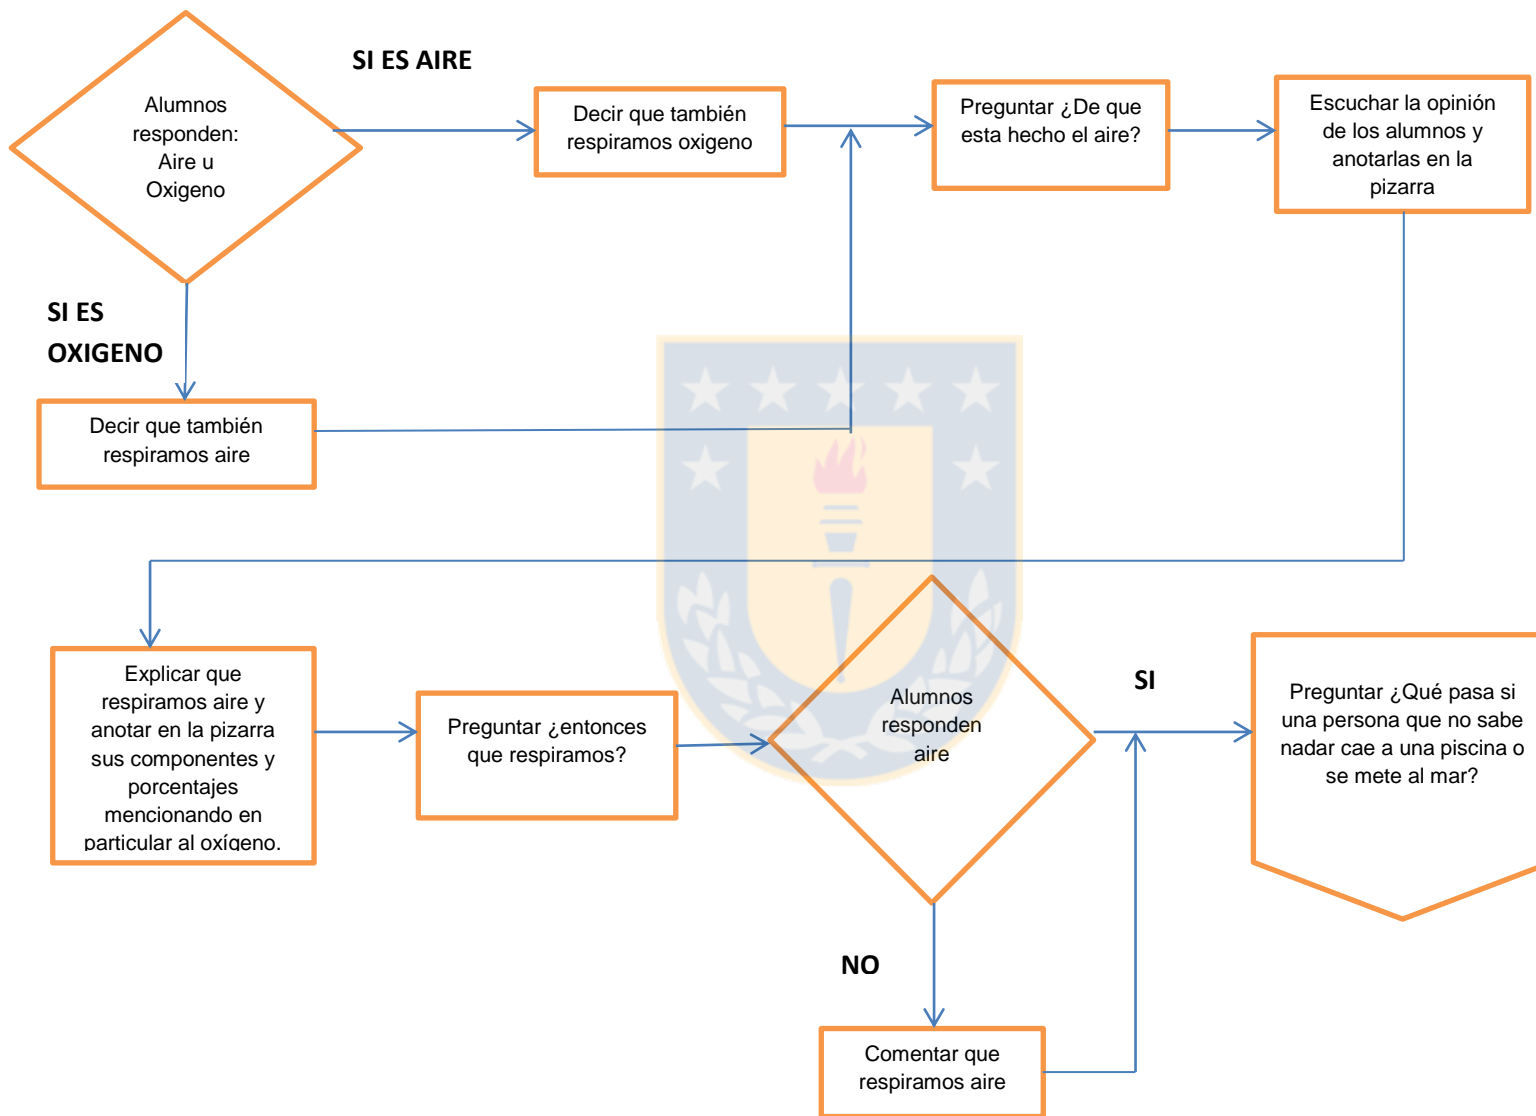 Alumnos
responden:
Aire u
Oxigeno
SI ES AIRE
Decir que también
respiramos oxigeno
Preguntar ¿De que
esta hecho el aire?
Escuchar la opinión
de los alumnos y
anotarlas en la
pizarra
SI ES
OXIGENO
Decir que también
respiramos aire
Explicar que
respiramos aire y
anotar en la pizarra
sus componentes y
porcentajes
mencionando en
particular al oxígeno.
Preguntar ¿entonces
que respiramos?
Alumnos
responden
aire
SI
Preguntar ¿Qué pasa si
una persona que no sabe
nadar cae a una piscina o
se mete al mar?
NO
Comentar que
respiramos aire